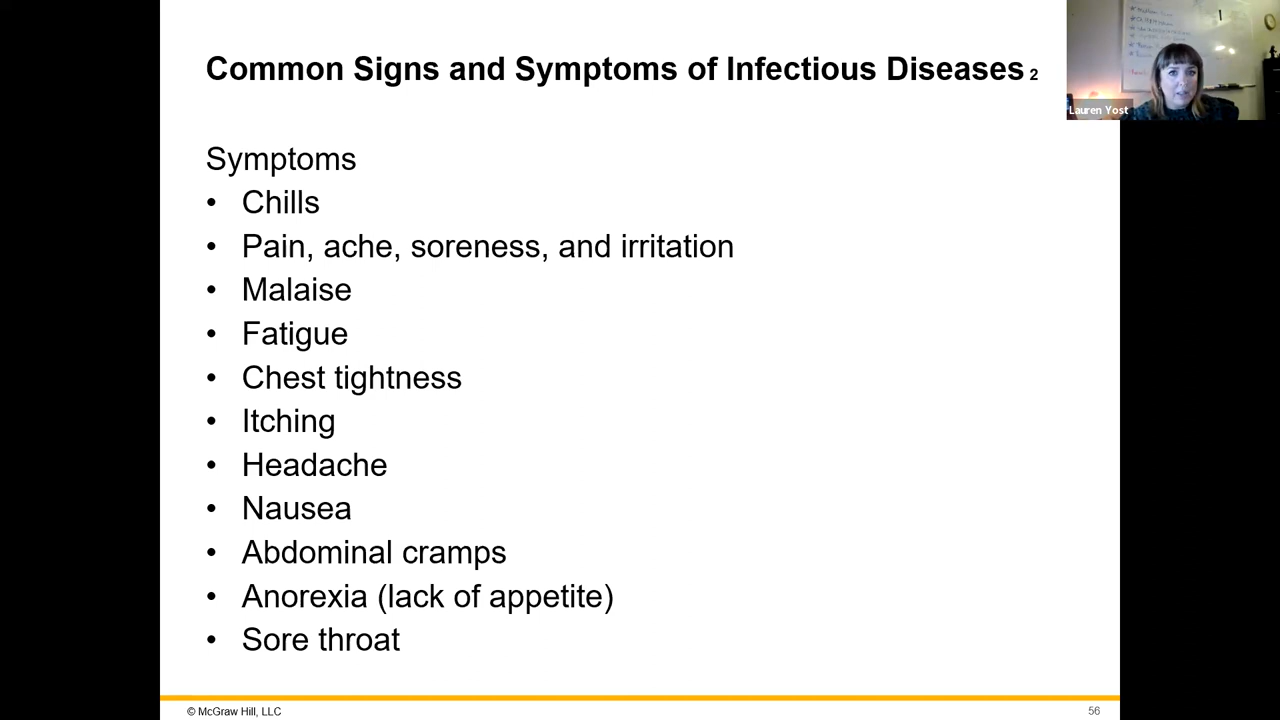 Common Signs and Symptoms of Infectious Diseases 2
Lauren Yost
Symptoms
• Chills
• Pain, ache, soreness, and irritation
• Malaise
• Fatigue
• Chest tightness
• Itching
• Headache
• Nausea
• Abdominal cramps
• Anorexia (lack of appetite)
• Sore throat
© McGraw Hill, LLC
56